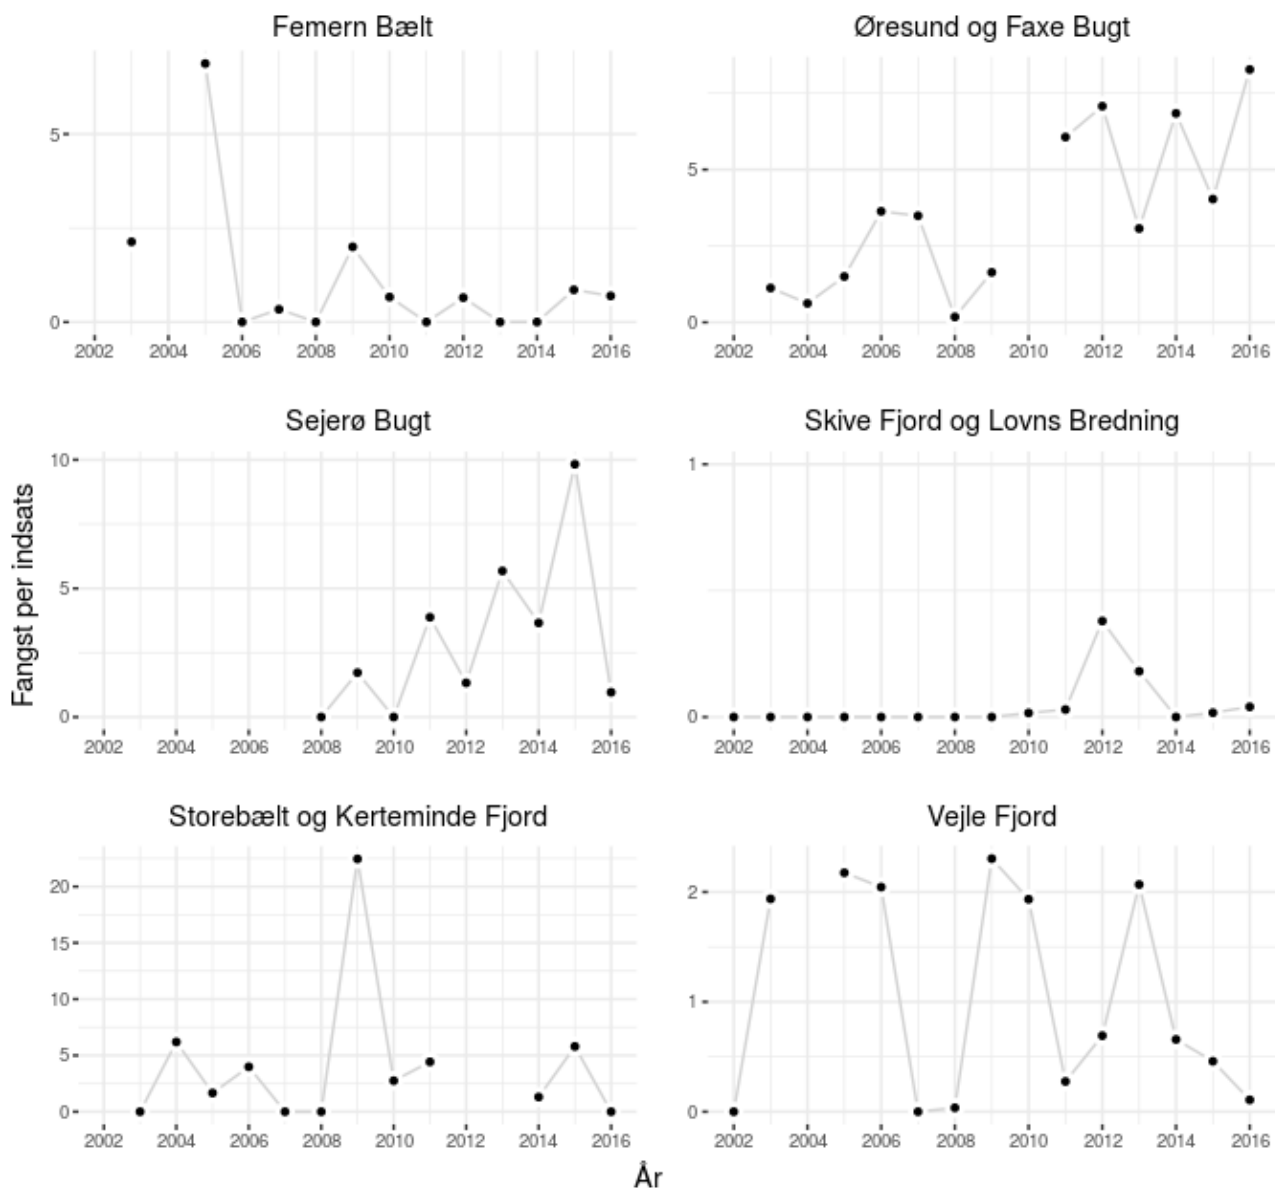 Femern Bælt
Øresund og Faxe Bugt
5
0
2002 2004 2006 2008 2010 2012 2014 2016
5
0
2002 2004 2006 2008 2010 2012 2014 2016
Sejerø Bugt
Skive Fjord og Lovns Bredning
Fangst per indsats
10
5
0
2002 2004 2006 2008 2010 2012 2014 2016
1
0
2002 2004 2006 2008 2010 2012 2014 2016
Storebælt og Kerteminde Fjord
Vejle Fjord
20
15
10
5
0
2002 2004 2006 2008 2010 2012 2014 2016
2
1
0
2002 2004 2006 2008 2010 2012 2014 2016
År